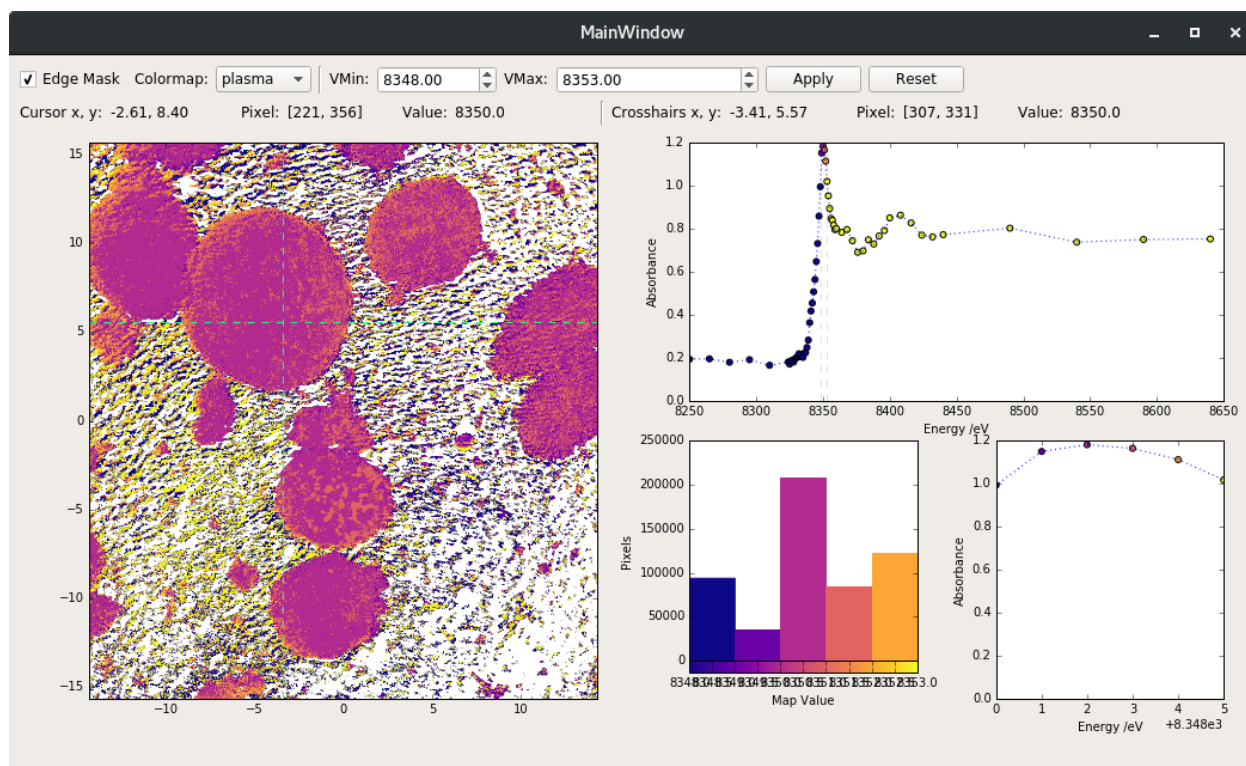 MainWindow
Edge Mask Colormap: plasma VMin: 8348.00 VMax: 8353.00 Apply Reset
Cursor x, y: -2.61, 8.40 Pixel: [221, 356] Value: 8350.0 Crosshairs x, y: -3.41, 5.57 Pixel: [307, 331] Value: 8350.0
15
10
5
0
−5
−10
−15
−10 −5 0 5 10
1.2
1.0
0.8
0.6
0.4
0.2
0.0
Absorbance
8250 8300 8350 8400 8450 8500 8550 8600 8650
Energy /eV
250000
200000
150000
100000
50000
0
Pixels
Map Value
1.2
1.0
0.8
0.6
0.4
0.2
0.0
Absorbance
0 1 2 3 4 5
Energy /eV +8.348e3